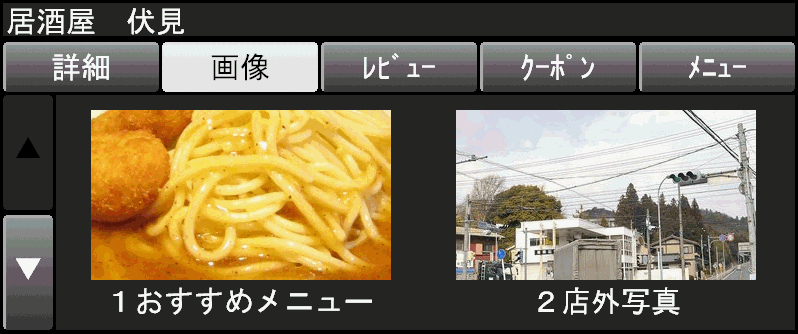 居酒屋　伏見
詳細
画像
ﾚﾋﾞｭｰ
ｸｰﾎﾟﾝ
ﾒﾆｭｰ
▲
▼
1おすすめメニュー
2店外写真